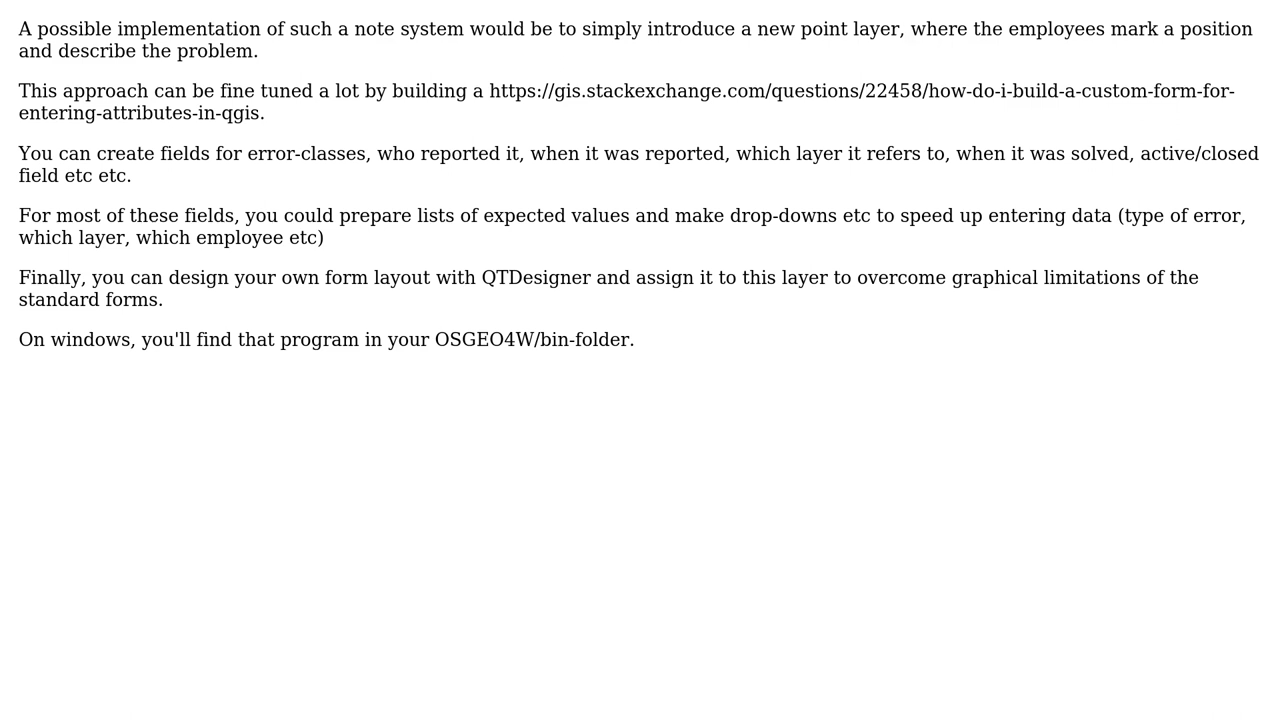 A possible implementation of such a note system would be to simply introduce a new point layer, where the employees mark a position
and describe the problem.
This approach can be fine tuned a lot by building a https://gis.stackexchange.com/questions/22458/how-do-i-build-a-custom-form-for-
entering-attributes-in-qgis.
You can create fields for error-classes, who reported it, when it was reported, which layer it refers to, when it was solved, active/closed
field etc etc.
For most of these fields, you could prepare lists of expected values and make drop-downs etc to speed up entering data (type of error,
which layer, which employee etc)
Finally, you can design your own form layout with QTDesigner and assign it to this layer to overcome graphical limitations of the
standard forms.
On windows, you'll find that program in your OSGEO4W/bin-folder.